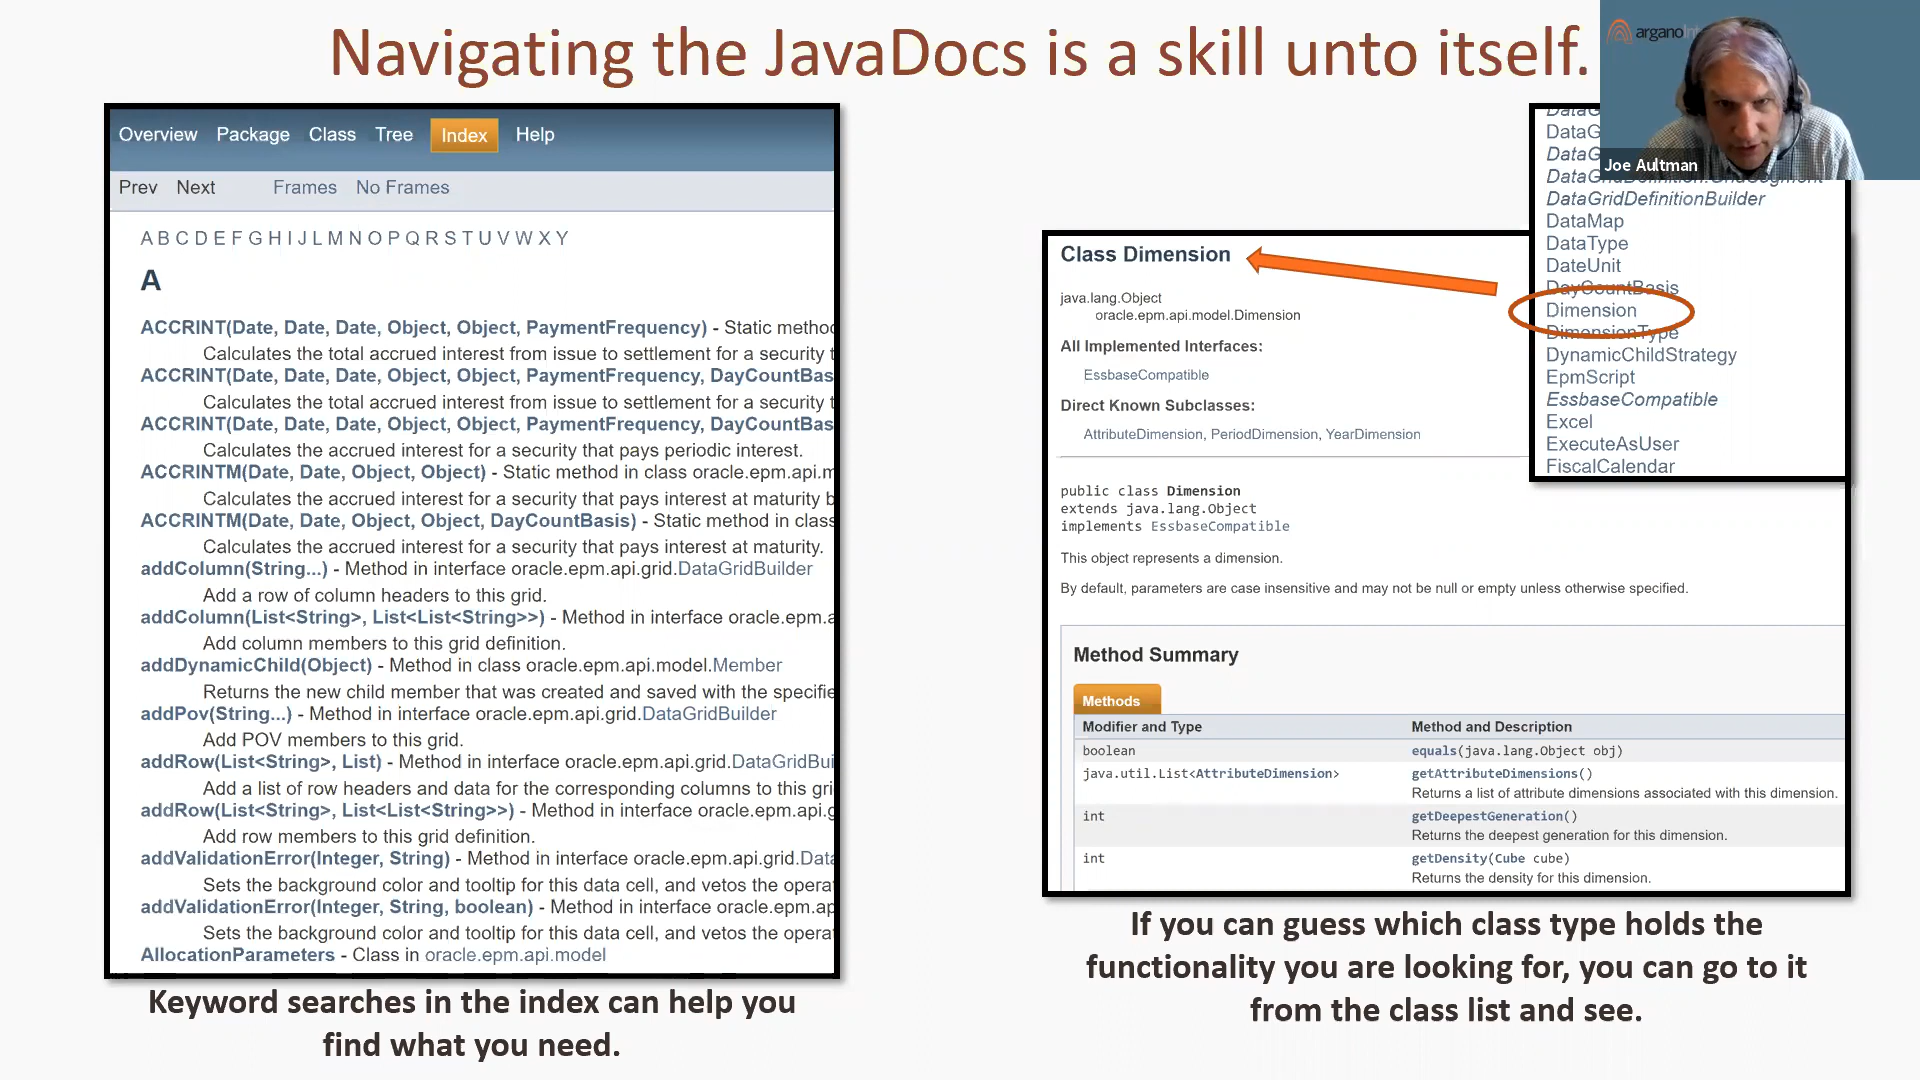 Navigating the JavaDocs is a skill unto itself.
Overview Package Class Tree Index Help
Prev Next Frames No Frames
A B C D E F G H I J L M N O P Q R S T U V W X Y
A
ACCRINT(Date, Date, Date, Object, Object, PaymentFrequency) - Static
Calculates the total accrued interest from issue to settlement for a security
ACCRINT(Date, Date, Date, Object, Object, PaymentFrequency,
Calculates the total accrued interest from issue to settlement for a security
ACCRINT(Date, Date, Date, Object, Object, PaymentFrequency,
Calculates the accrued interest for a security that pays periodic interest.
ACCRINTM(Date, Date, Object, Object) - Static method in class oracle.epm.api.m
Calculates the accrued interest for a security that pays interest at maturity
ACCRINTM(Date, Date, Object, Object, DayCountBasis) - Static method in class
Calculates the accrued interest for a security that pays interest at maturity.
addColumn(String...) - Method in interface oracle.epm.api.grid.DataGridBuilder
Add a row of column headers to this grid.
addColumn(List<String>, List<List<String>>) - Method in interface oracle.epm.a
Add column members to this grid definition.
addDynamicChild(Object) - Method in class oracle.epm.api.model.Member
Returns the new child member that was created and saved with the
addPov(String...) - Method in interface oracle.epm.api.grid.DataGridBuilder
Add POV members to this grid.
addRow(List<String>, List) - Method in interface oracle.epm.api.grid.DataGridBui
Add a list of row headers and data for the corresponding columns to this
addRow(List<String>, List<List<String>>) - Method in interface oracle.epm.api.g
Add row members to this grid definition.
addValidationError(Integer, String) - Method in interface oracle.epm.api.grid.Data
Sets the background color and tooltip for this data cell, and vetos the
addValidationError(Integer, String, boolean) - Method in interface oracle.epm.ap
Sets the background color and tooltip for this data cell, and vetos the
AllocationParameters - Class in oracle.epm.api.model
Keyword searches in the index can help you
find what you need.
Joe Aultman
DataGridDefinitionBuilder
DataMap
DataType
DateUnit
DayCountBasis
Dimension
DimensionType
DynamicChildStrategy
EpmScript
EssbaseCompatible
Excel
ExecuteAsUser
FiscalCalendar
Class Dimension
java.lang.Object
oracle.epm.api.model.Dimension
All Implemented Interfaces:
EssbaseCompatible
Direct Known Subclasses:
AttributeDimension, PeriodDimension, YearDimension
public class Dimension
extends java.lang.Object
implements EssbaseCompatible
This object represents a dimension.
By default, parameters are case insensitive and may not be null or empty unless otherwise specified.
Method Summary
Methods
Modifier and Type Method and Description
boolean equals(java.lang.Object obj)
java.util.List<AttributeDimension> getAttributeDimensions()
Returns a list of attribute dimensions associated with this dimension.
int getDeepestGeneration()
Returns the deepest generation for this dimension.
int getDensity(Cube cube)
Returns the density for this dimension.
If you can guess which class type holds the
functionality you are looking for, you can go to it
from the class list and see.